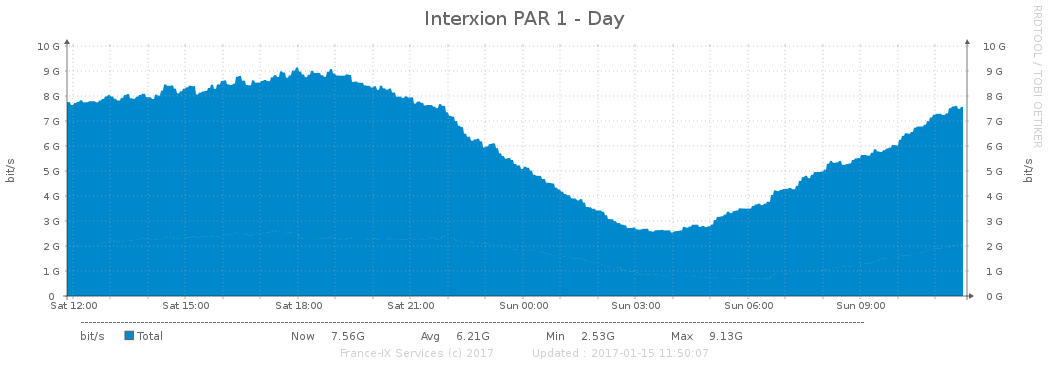 Interxion PAR 1 - Day
RRDTOOL / TOBI OETIKER
bit/s
10 G
9 G
8 G
7 G
6 G
5 G
4 G
3 G
2 G
1 G
0
10 G
9 G
8 G
7 G
6 G
5 G
4 G
3 G
2 G
1 G
0 G
bit/s
Sat 12:00 Sat 15:00 Sat 18:00 Sat 21:00 Sun 00:00 Sun 03:00 Sun 06:00 Sun 09:00
bit/s Total Now 7.56G Avg 6.21G Min 2.53G Max 9.13G
France-IX Services (c) 2017 Updated : 2017-01-15 11:50:07